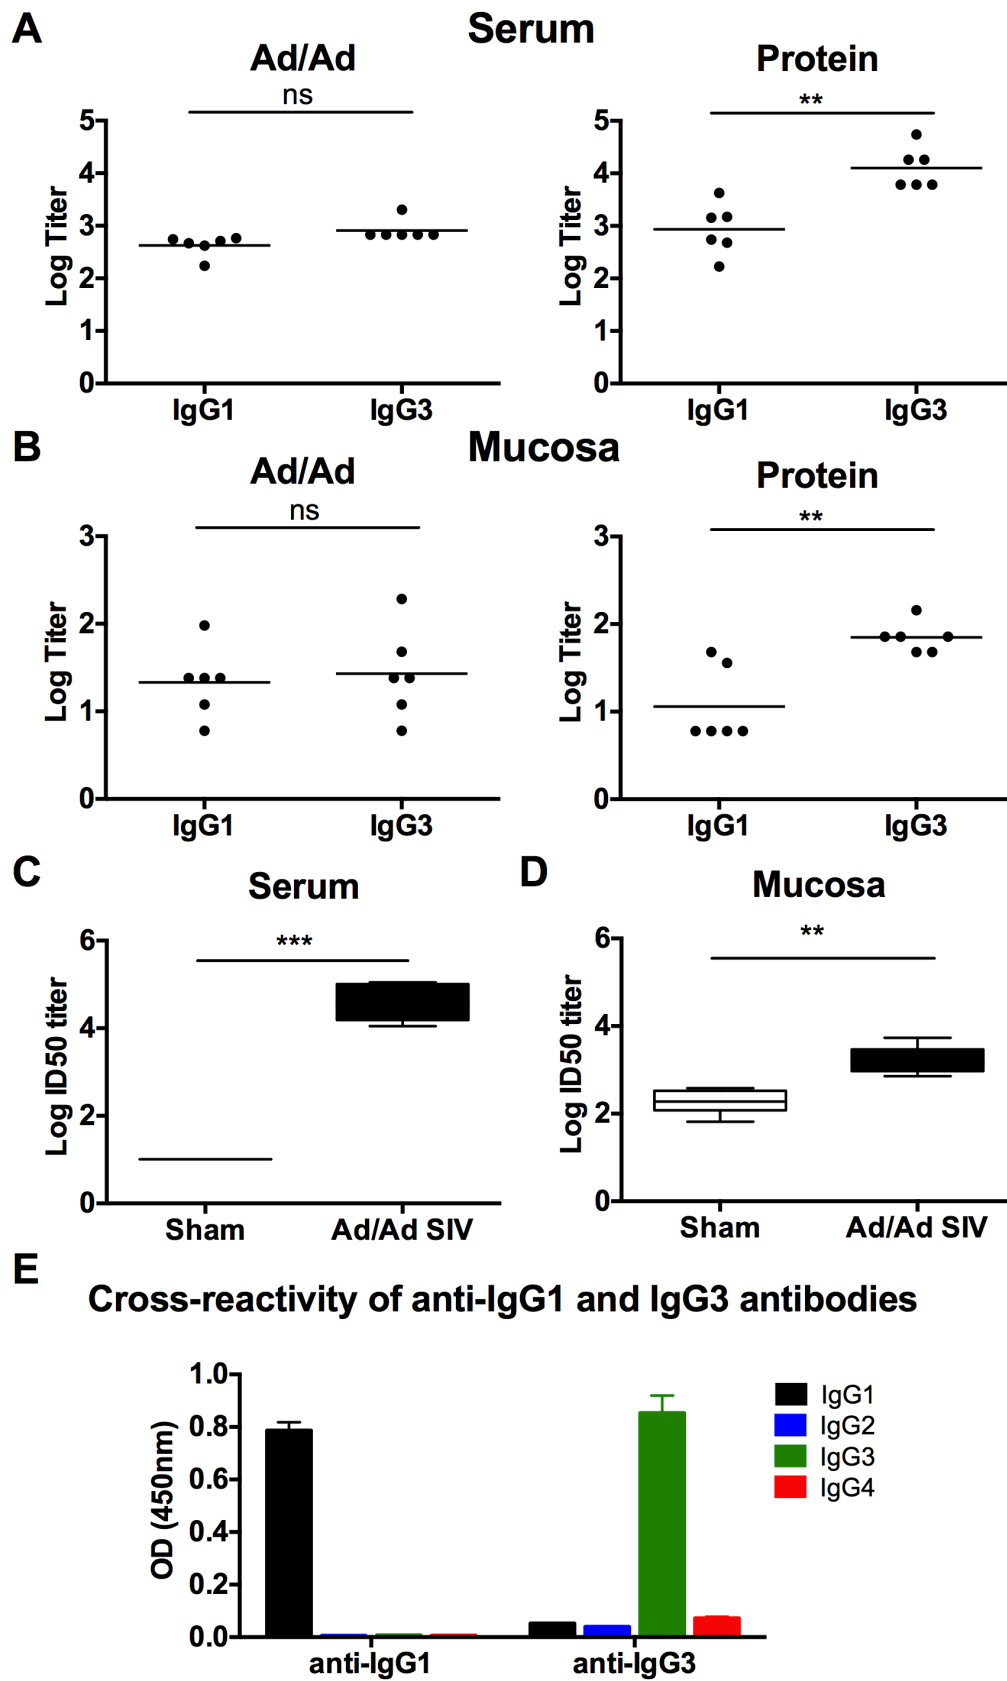 A
Serum
Ad/Ad
Protein
ns
**
5
4
3
2
1
0
Log Titer
IgG1
IgG3
5
4
3
2
1
0
Log Titer
IgG1
IgG3
B
Mucosa
Ad/Ad
Protein
ns
**
3
2
1
0
Log Titer
IgG1
IgG3
3
2
1
0
Log Titer
IgG1
IgG3
C
Serum
***
6
4
2
0
Log ID50 titer
Sham
Ad/Ad SIV
D
Mucosa
**
6
4
2
0
Log ID50 titer
Sham
Ad/Ad SIV
E
Cross-reactivity of anti-IgG1 and IgG3 antibodies
1.0
0.8
0.6
0.4
0.2
0.0
OD (450nm)
anti-IgG1
anti-IgG3
IgG1
IgG2
IgG3
IgG4